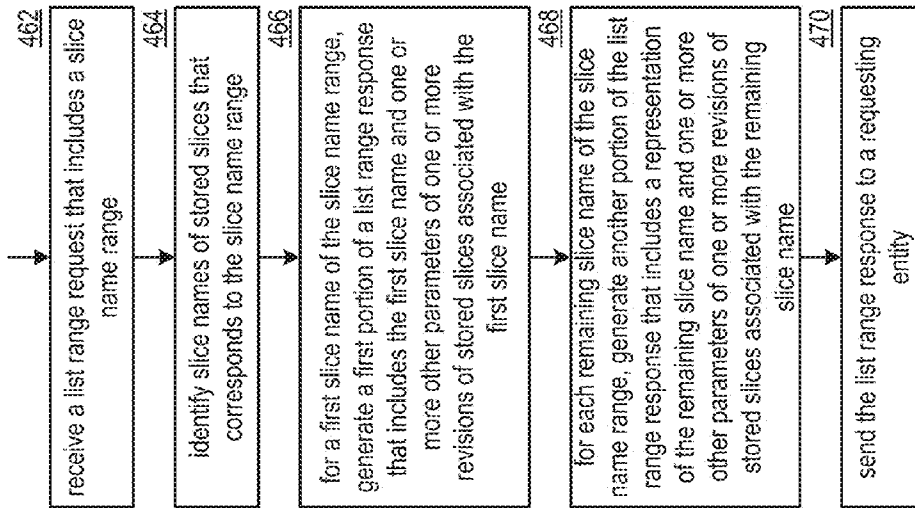 462
receive a list range request that includes a slice
name range
464
identify slice names of stored slices that
corresponds to the slice name range
466
for a first slice name of the slice name range,
generate a first portion of a list range response
that includes the first slice name and one or
more other parameters of one or more
revisions of stored slices associated with the
first slice name
468
for each remaining slice name of the slice
name range, generate another portion of the list
range response that includes a representation
of the remaining slice name and one or more
other parameters of one or more revisions of
stored slices associated with the remaining
slice name
470
send the list range response to a requesting
entity